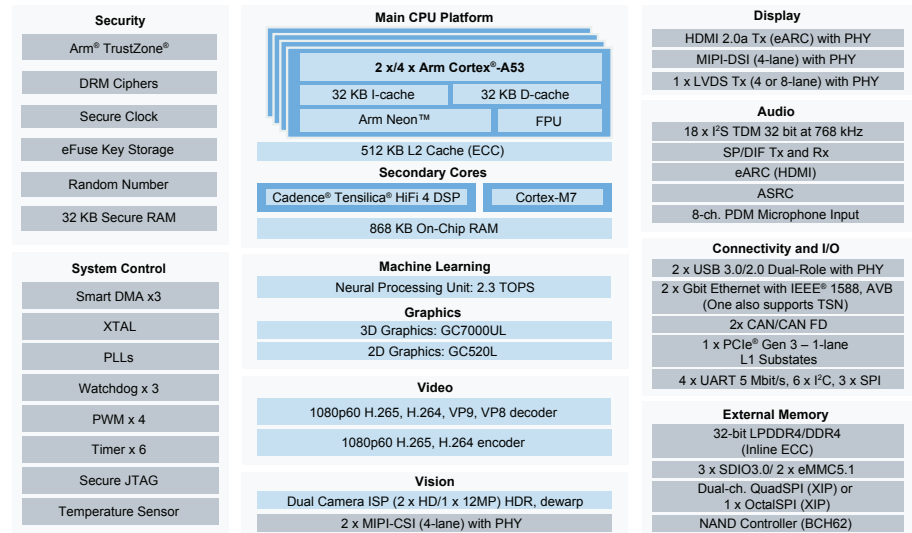 Security
Arm® TrustZone®
DRM Ciphers
Secure Clock
eFuse Key Storage
Random Number
32 KB Secure RAM
System Control
Smart DMA x3
XTAL
PLLs
Watchdog x 3
PWM x 4
Timer x 6
Secure JTAG
Temperature Sensor
Main CPU Platform
2 x/4 x Arm Cortex®-A53
32 KB I-cache
32 KB D-cache
Arm Neon™
FPU
512 KB L2 Cache (ECC)
Secondary Cores
Cadence® Tensilica® HiFi 4 DSP
Cortex-M7
868 KB On-Chip RAM
Machine Learning
Neural Processing Unit: 2.3 TOPS
Graphics
3D Graphics: GC7000UL
2D Graphics: GC520L
Video
1080p60 H.265, H.264, VP9, VP8 decoder
1080p60 H.265, H.264 encoder
Vision
Dual Camera ISP (2 x HD/1 x 12MP) HDR, dewarp
2 x MIPI-CSI (4-lane) with PHY
Display
HDMI 2.0a Tx (eARC) with PHY
MIPI-DSI (4-lane) with PHY
1 x LVDS Tx (4 or 8-lane) with PHY
Audio
18 x I²S TDM 32 bit at 768 kHz
SP/DIF Tx and Rx
eARC (HDMI)
ASRC
8-ch. PDM Microphone Input
Connectivity and I/O
2 x USB 3.0/2.0 Dual-Role with PHY
2 x Gbit Ethernet with IEEE® 1588, AVB
(One also supports TSN)
2x CAN/CAN FD
1 x PCIe® Gen 3 – 1-lane
L1 Substates
4 x UART 5 Mbit/s, 6 x I²C, 3 x SPI
External Memory
32-bit LPDDR4/DDR4
(Inline ECC)
3 x SDIO3.0/ 2 x eMMC5.1
Dual-ch. QuadSPI (XIP) or
1 x OctalSPI (XIP)
NAND Controller (BCH62)